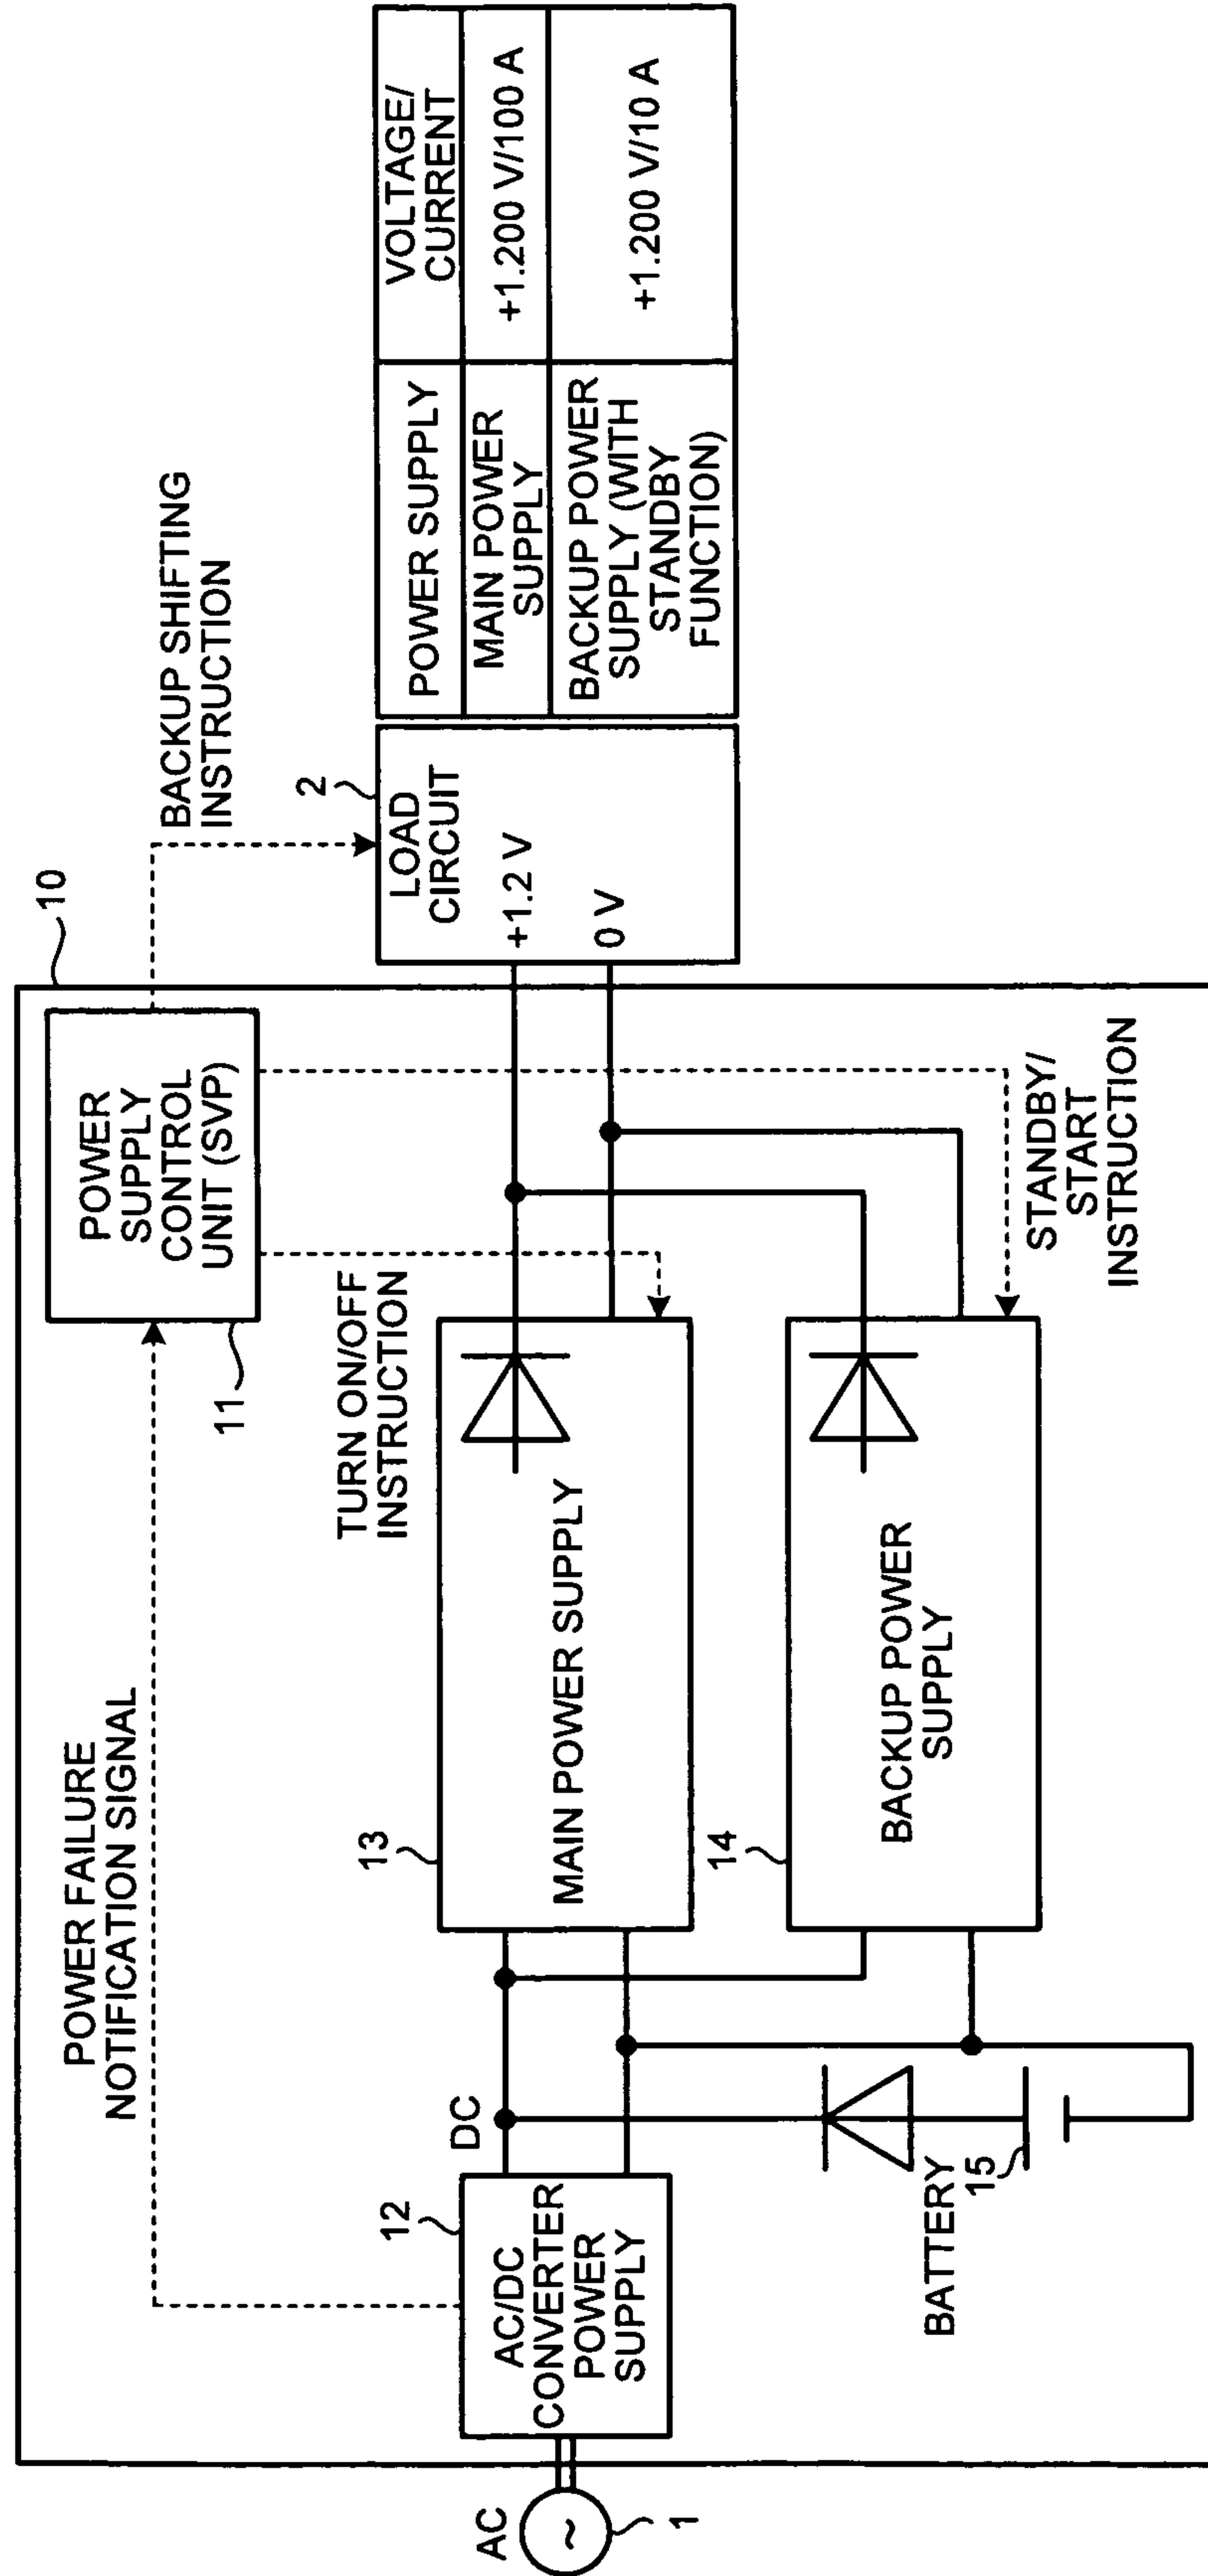 10
POWER FAILURE
NOTIFICATION SIGNAL
POWER
SUPPLY
CONTROL
UNIT (SVP)
11
BACKUP SHIFTING
INSTRUCTION
TURN ON/OFF
INSTRUCTION
AC
~
1
12
AC/DC
CONVERTER
POWER
SUPPLY
DC
13
MAIN POWER SUPPLY
14
BACKUP POWER
SUPPLY
BATTERY
15
STANDBY/
START
INSTRUCTION
2
LOAD
CIRCUIT
+1.2 V
0 V
POWER SUPPLY
VOLTAGE/
CURRENT
MAIN POWER
SUPPLY
+1.200 V/100 A
BACKUP POWER
SUPPLY (WITH
STANDBY
FUNCTION)
+1.200 V/10 A